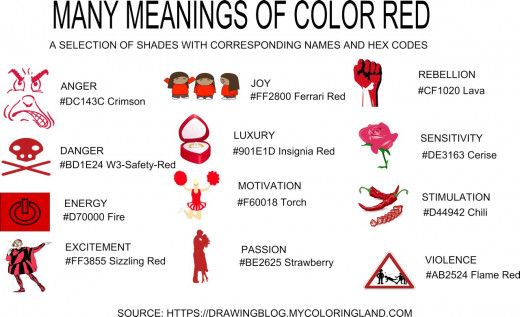 MANY MEANINGS OF COLOR RED
A SELECTION OF SHADES WITH CORRESPONDING NAMES AND HEX CODES
ANGER
#DC143C Crimson
JOY
#FF2800 Ferrari Red
REBELLION
#CF1020 Lava
DANGER
#BD1E24 W3-Safety-Red
LUXURY
#901E1D Insignia Red
SENSITIVITY
#DE3163 Cerise
ENERGY
#D70000 Fire
MOTIVATION
#F60018 Torch
STIMULATION
#D44942 Chili
EXCITEMENT
#FF3855 Sizzling Red
PASSION
#BE2625 Strawberry
VIOLENCE
#AB2524 Flame Red
SOURCE: HTTPS://DRAWINGBLOG.MYCOLORINGLAND.COM